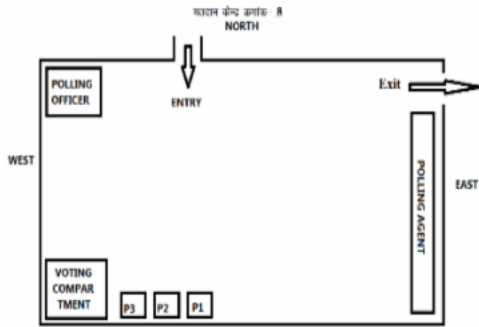 मतदान केन्द्र क्रमांक- 8
NORTH
POLLING
OFFICER
ENTRY
Exit
WEST
POLLING AGENT
EAST
VOTING
COMPAR
TMENT
P3
P2
P1